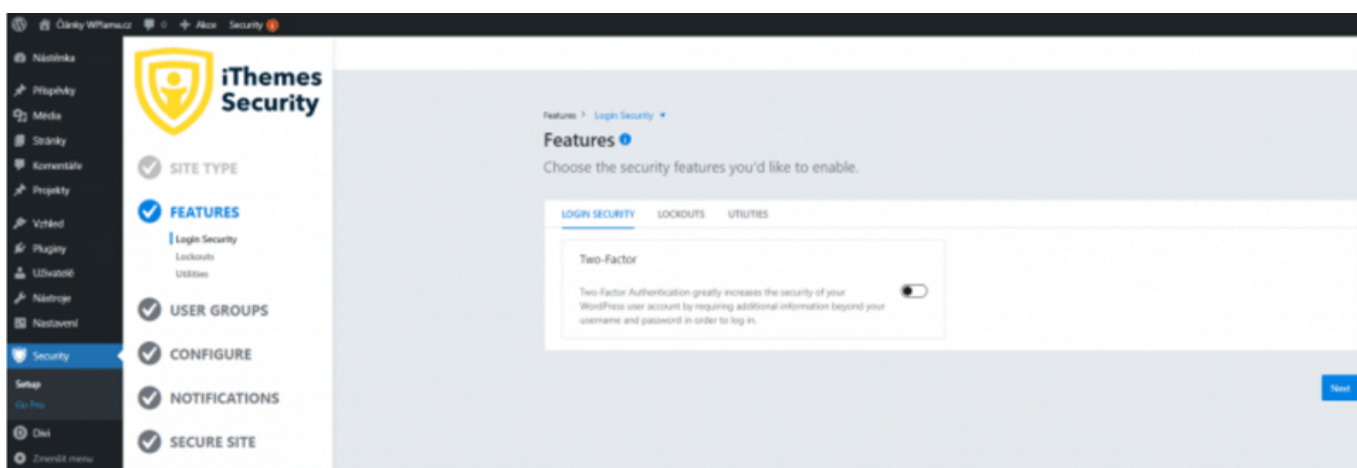 Články WPlama.cz 0 + Akce Security
Nástěnka
Příspěvky
Média
Stránky
Komentáře
Projekty
Vzhled
Pluginy
Uživatelé
Nástroje
Nastavení
Security
Setup
Go Pro
Divi
Zmenšit menu
iThemes
Security
SITE TYPE
FEATURES
Login Security
Lockouts
Utilities
USER GROUPS
CONFIGURE
NOTIFICATIONS
SECURE SITE
Features > Login Security
Features
Choose the security features you'd like to enable.
LOGIN SECURITY LOCKOUTS UTILITIES
Two-Factor
Two-Factor Authentication greatly increases the security of your
WordPress user account by requiring additional information beyond your
username and password in order to log in.
Next